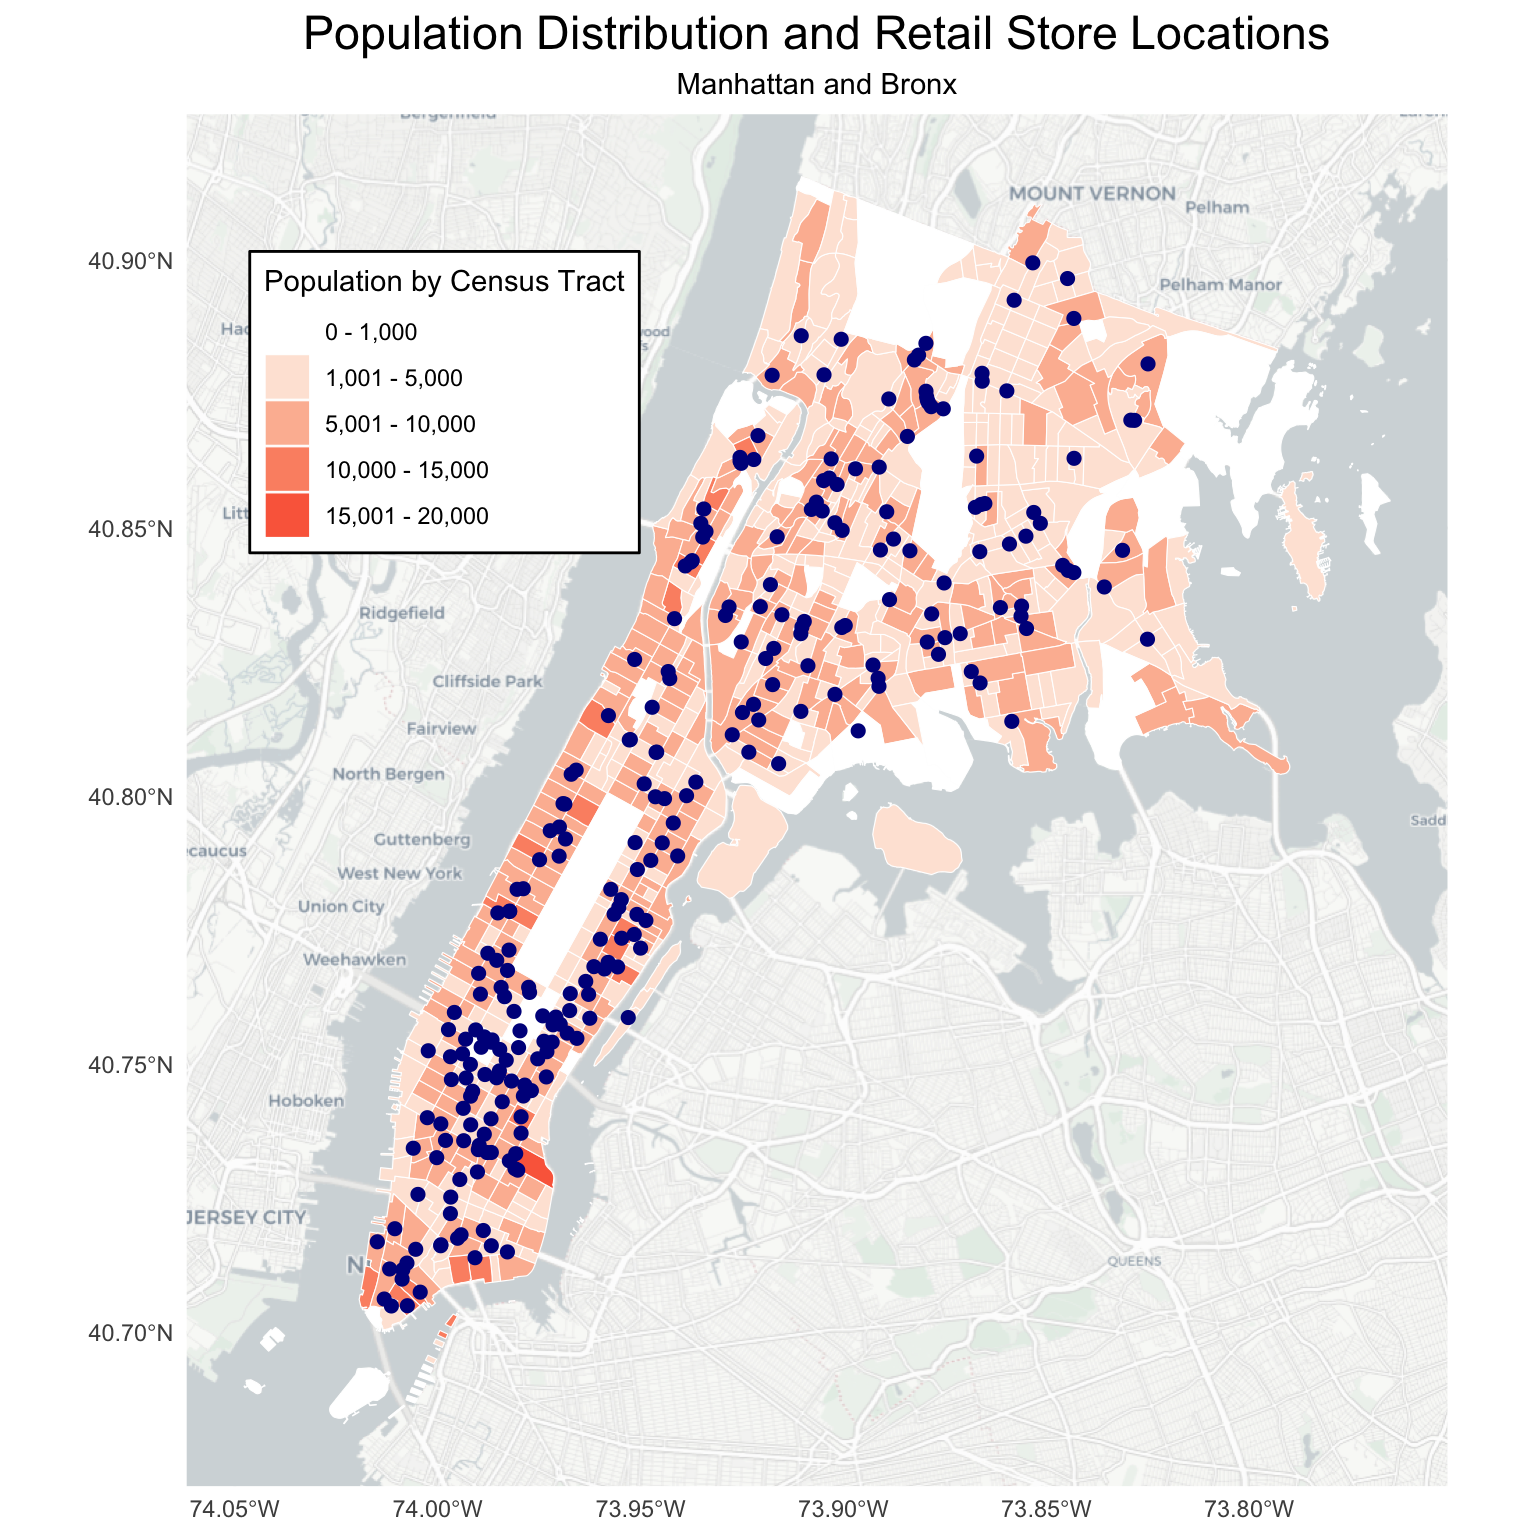 Population Distribution and Retail Store Locations
Manhattan and Bronx
Bergenfield
MOUNT VERNON
Pelham
40.90°N
Population by Census Tract
Pelham Manor
0 - 1,000
1,001 - 5,000
5,001 - 10,000
10,000 - 15,000
15,001 - 20,000
40.85°N
Ridgefield
Cliffside Park
Fairview
North Bergen
40.80°N
Guttenberg
ecaucus
Sadd
West New York
Union City
Weehawken
40.75°N
Hoboken
JERSEY CITY
N
QUEENS
40.70°N
74.05°W
74.00°W
73.95°W
73.90°W
73.85°W
73.80°W